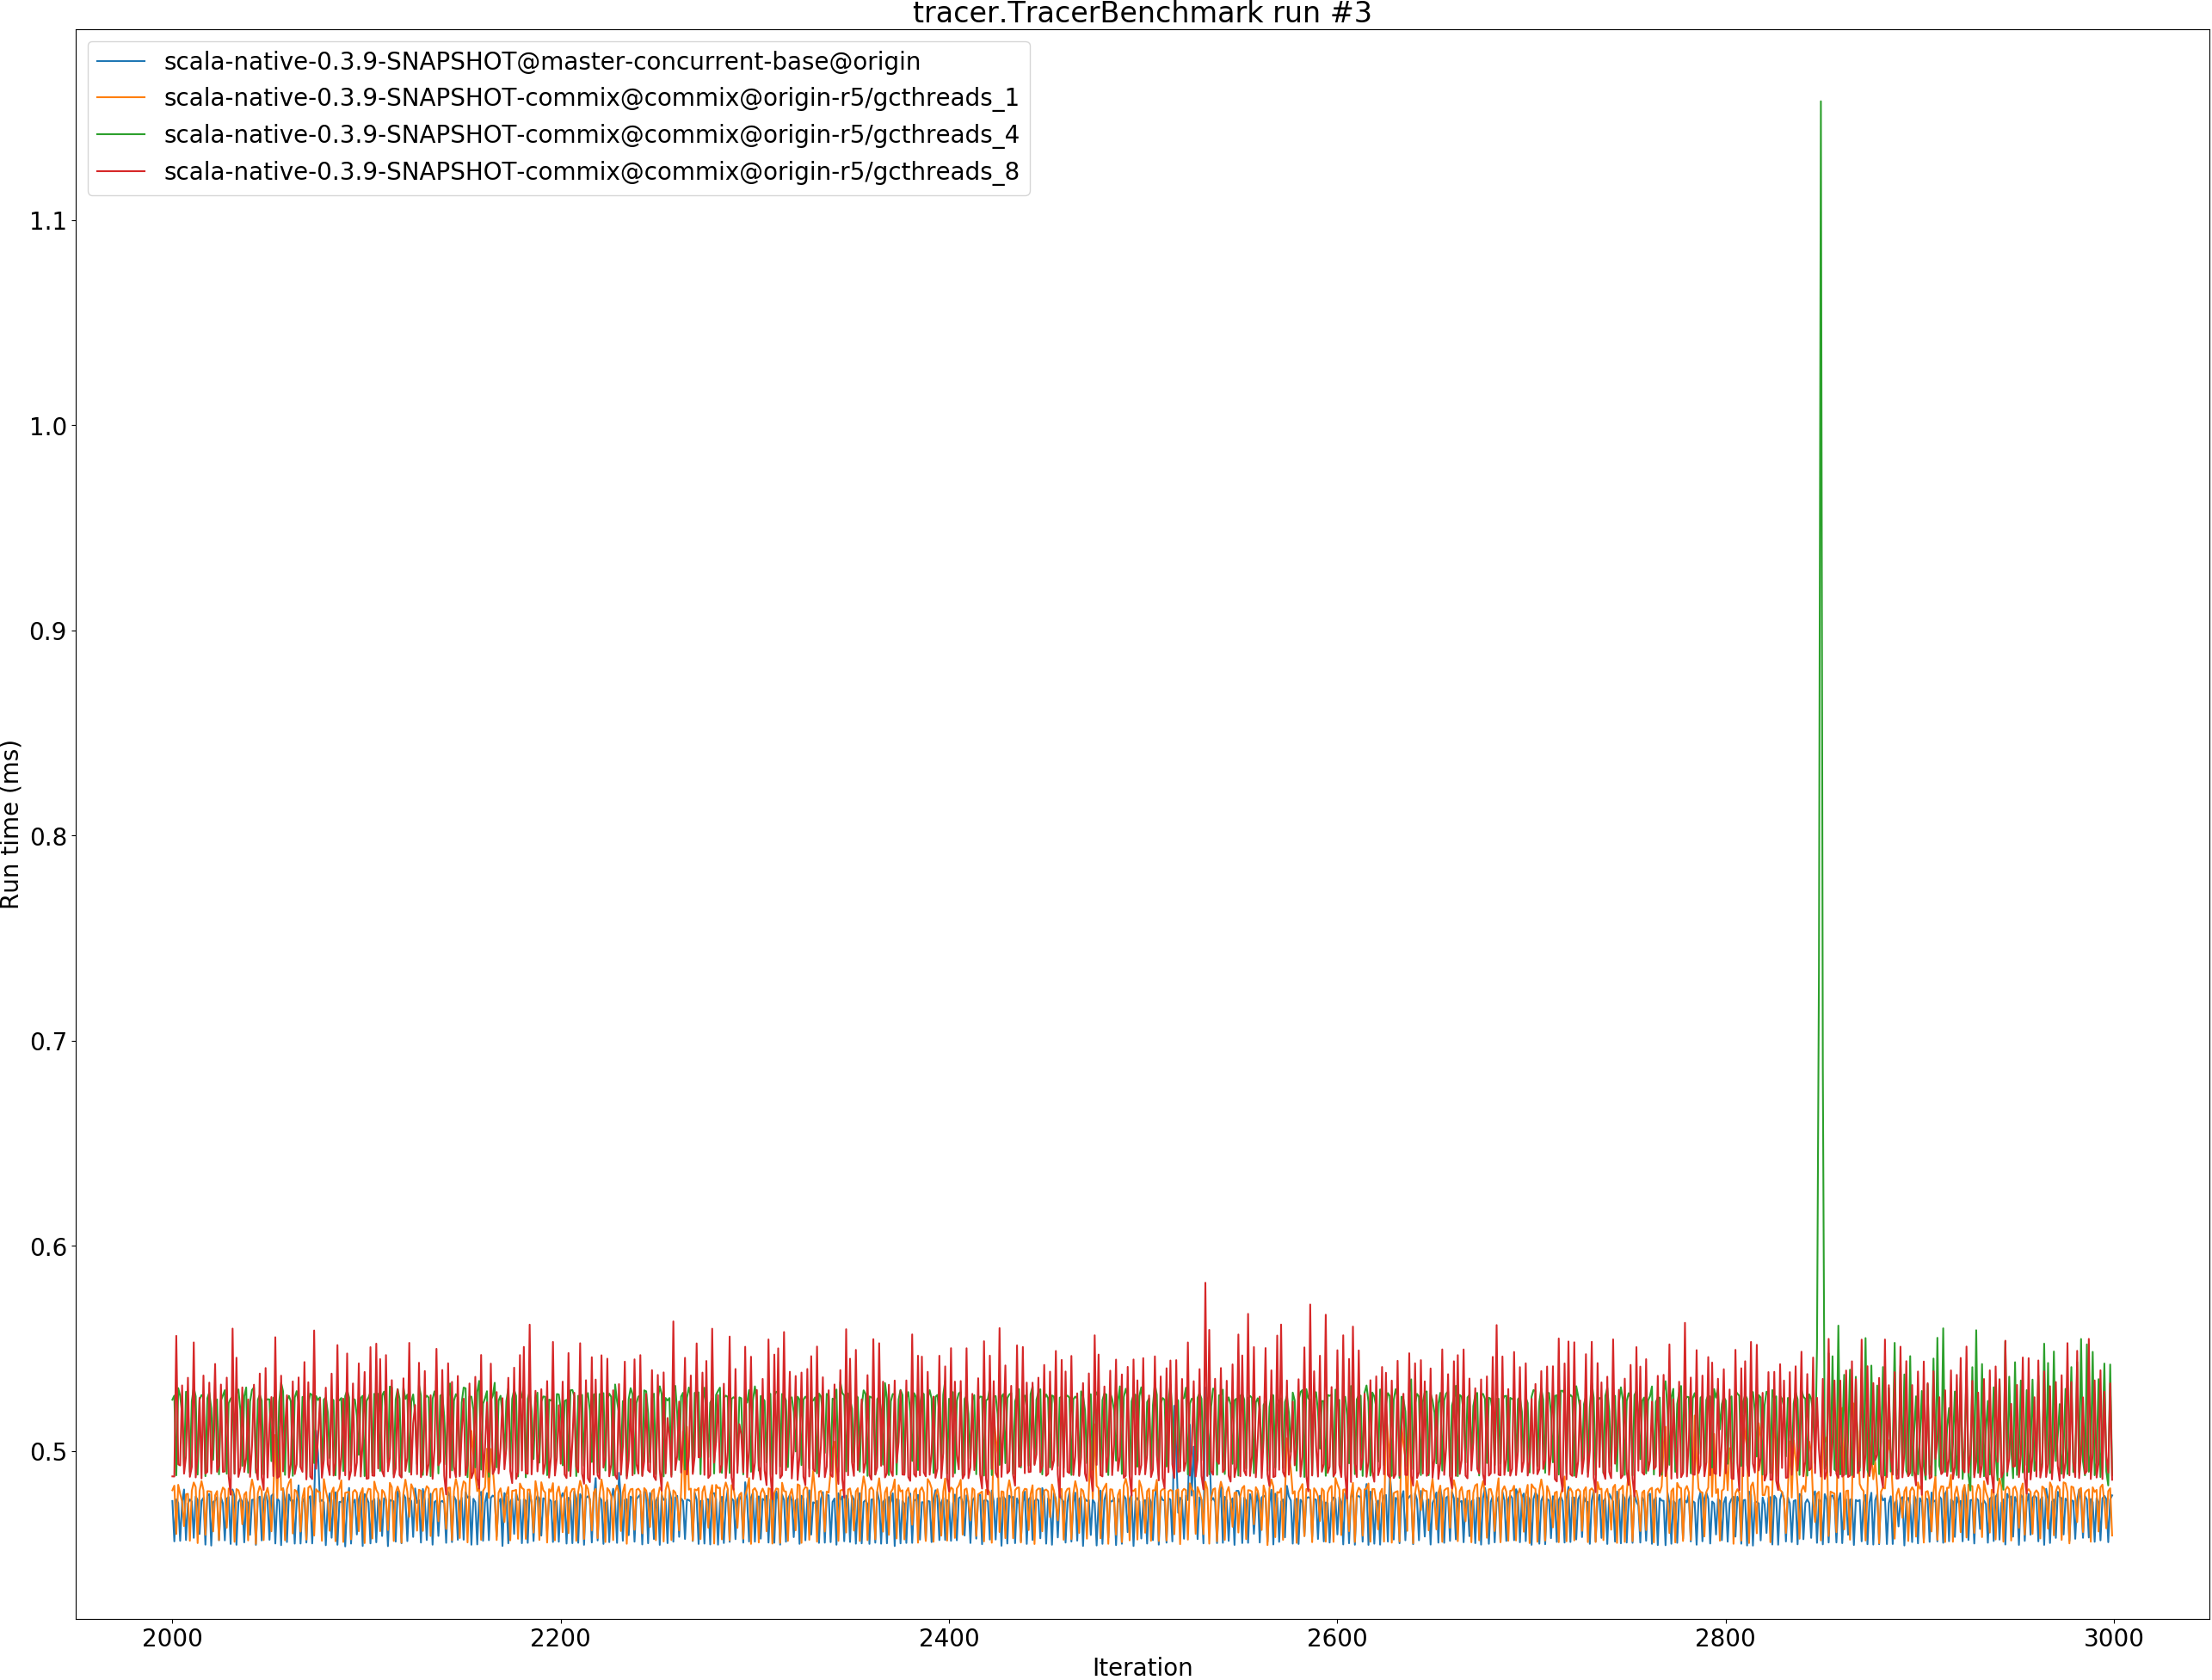 tracer.TracerBenchmark run #3
scala-native-0.3.9-SNAPSHOT@master-concurrent-base@origin
scala-native-0.3.9-SNAPSHOT-commix@commix@origin-r5/gcthreads_1
scala-native-0.3.9-SNAPSHOT-commix@commix@origin-r5/gcthreads_4
scala-native-0.3.9-SNAPSHOT-commix@commix@origin-r5/gcthreads_8
1.1
1.0
0.9
0.8
0.7
0.6
0.5
Run time (ms)
2000 2200 2400 2600 2800 3000
Iteration